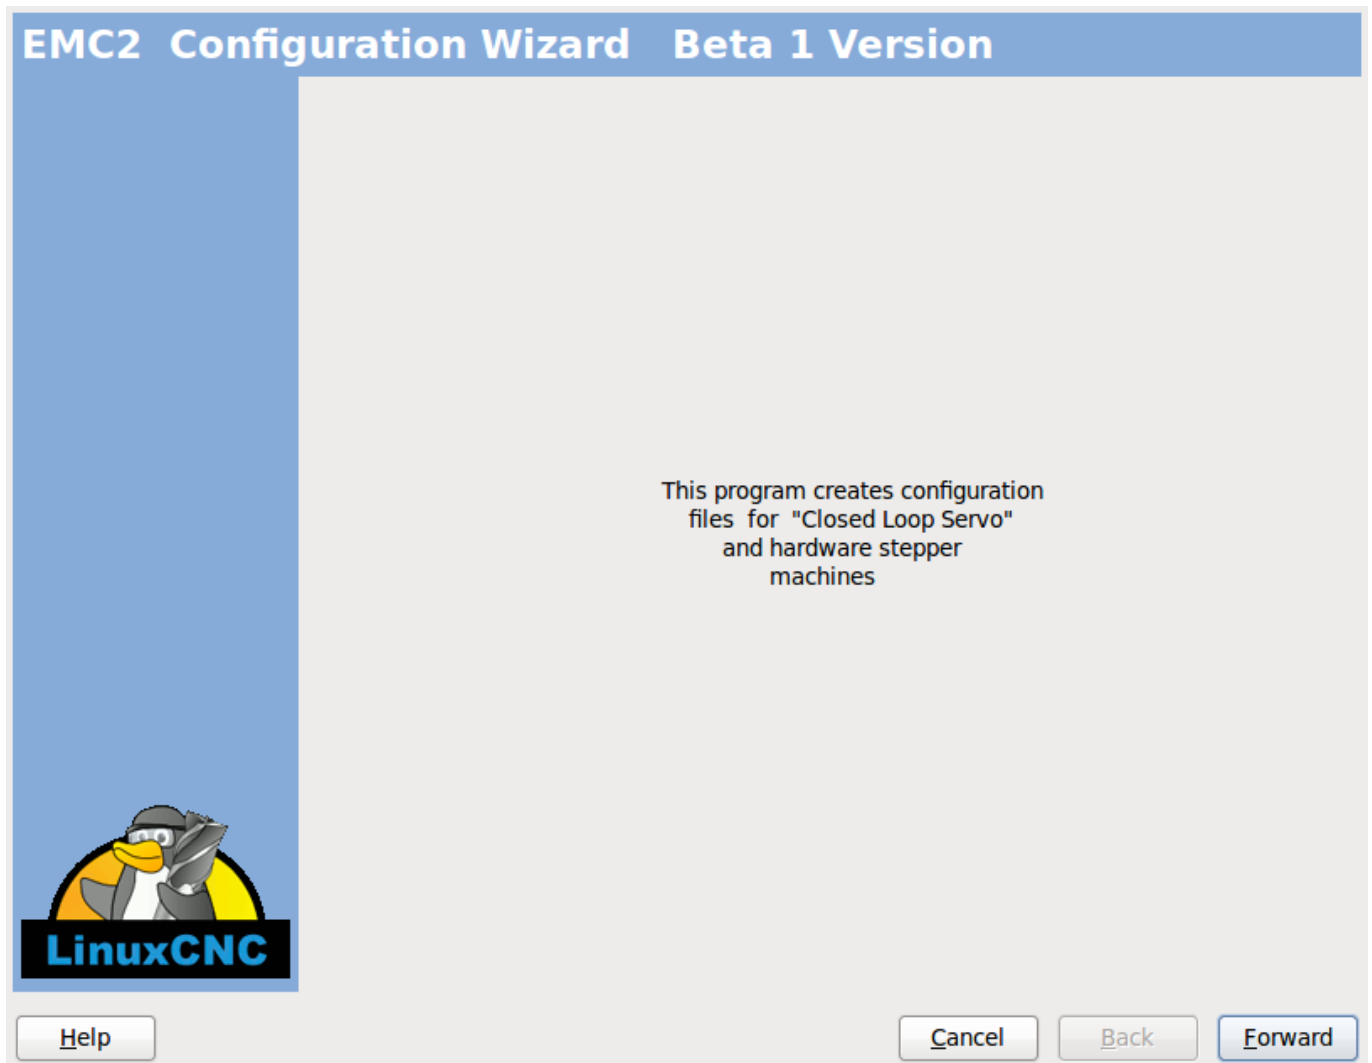 EMC2 Configuration Wizard Beta 1 Version
This program creates configuration
files for "Closed Loop Servo"
and hardware stepper
machines
LinuxCNC
Help Cancel Back Forward